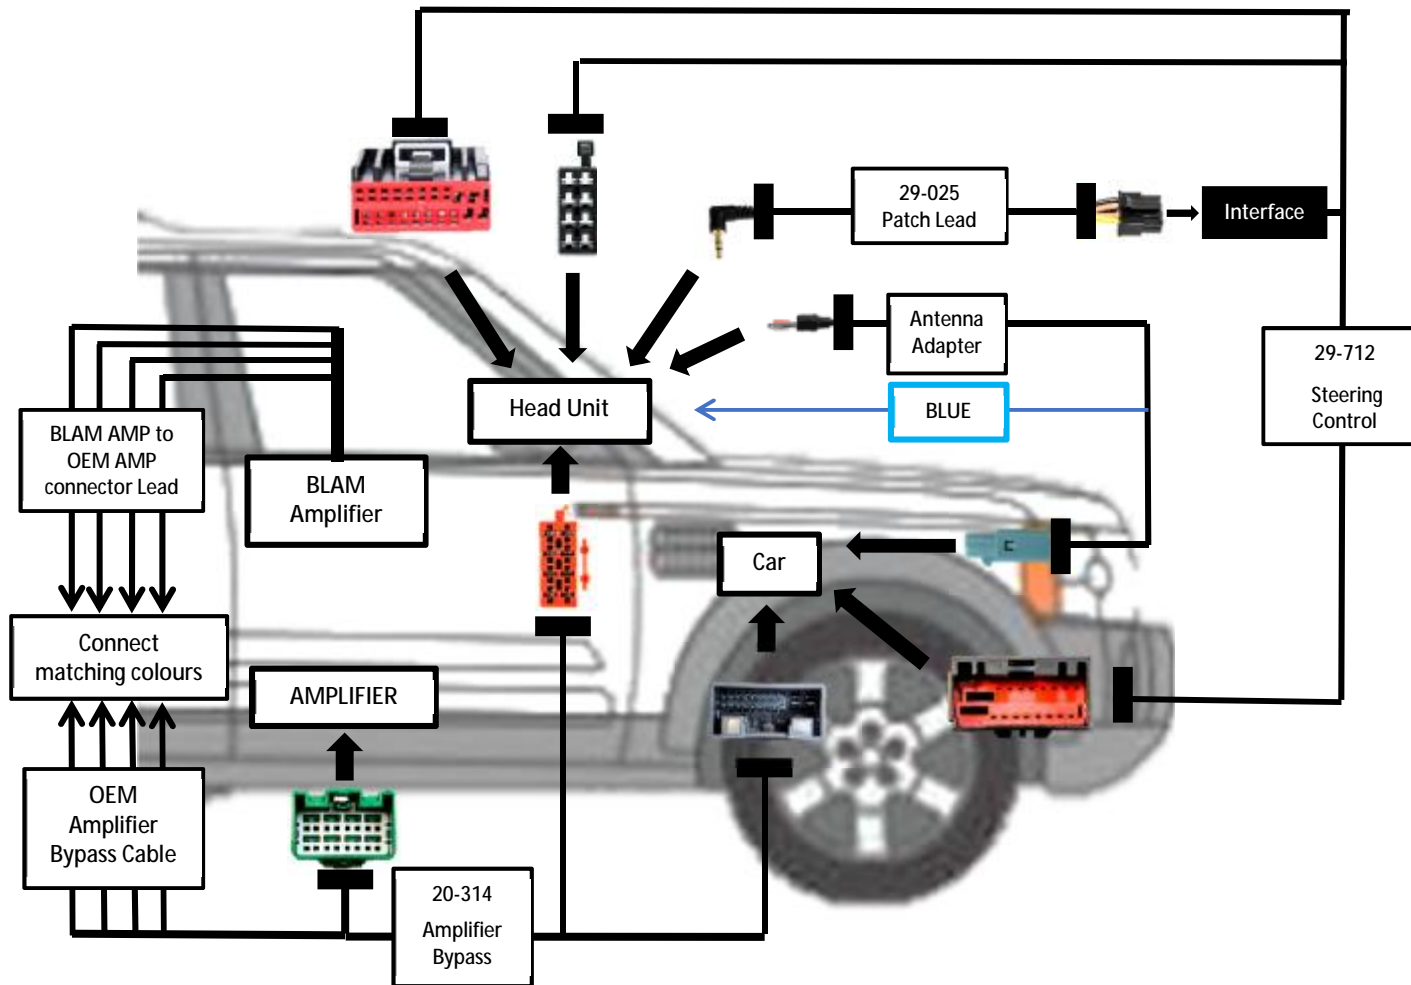 29-025
Patch Lead
Interface
Antenna
Adapter
29-712
Steering
Control
Head Unit
BLUE
BLAM AMP to
OEM AMP
connector Lead
BLAM
Amplifier
Car
Connect
matching colours
AMPLIFIER
OEM
Amplifier
Bypass Cable
20-314
Amplifier
Bypass